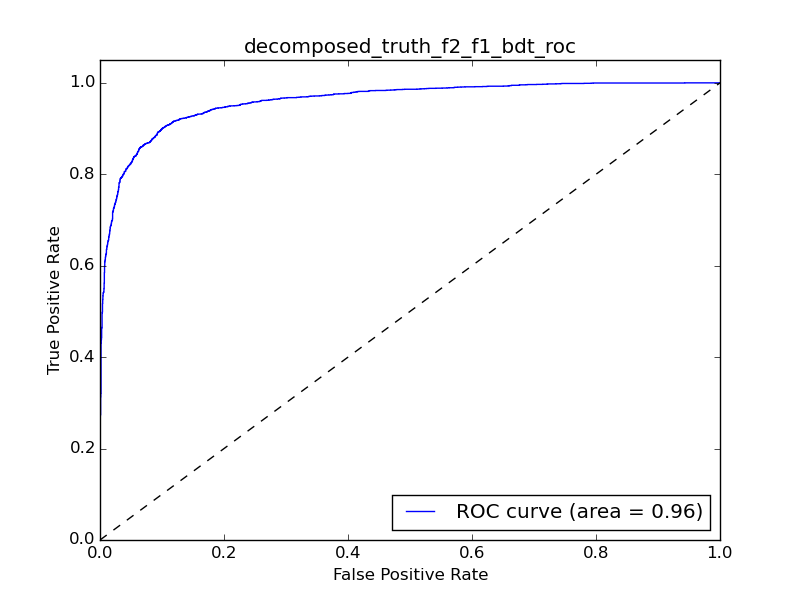 decomposed_truth_f2_f1_bdt_roc
1.0
0.8
0.6
0.4
0.2
0.0
True Positive Rate
0.0 0.2 0.4 0.6 0.8 1.0
False Positive Rate
ROC curve (area = 0.96)